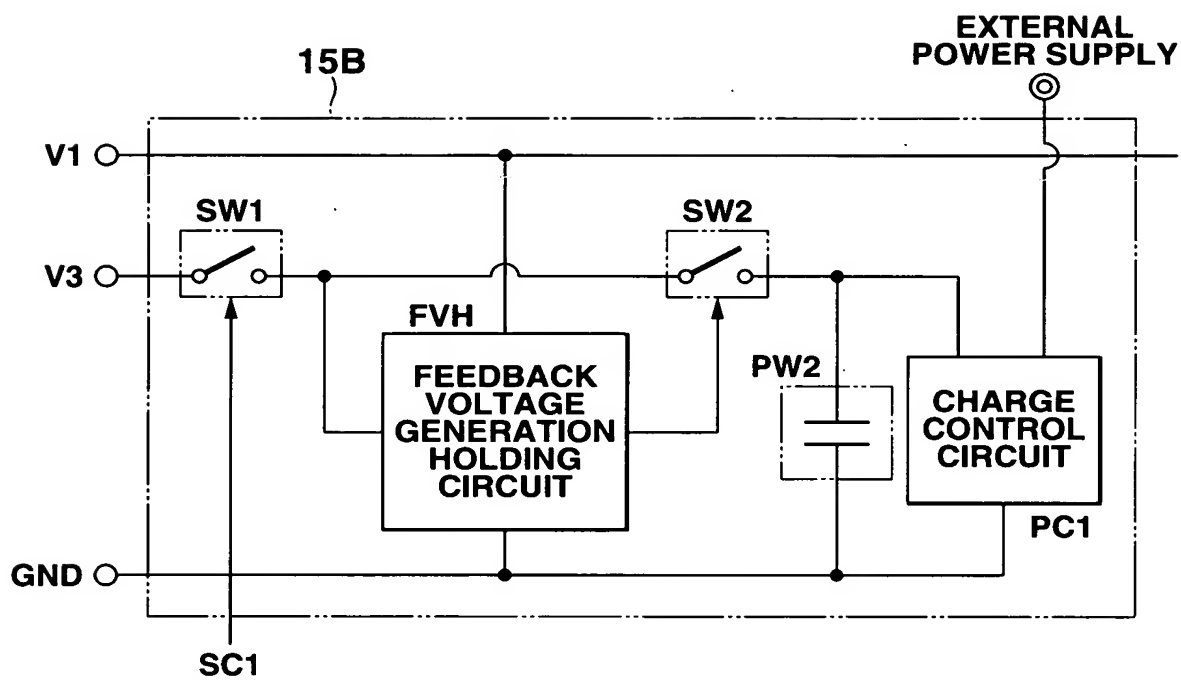 EXTERNAL
POWER SUPPLY
15B
V1
SW1
SW2
V3
FVH
FEEDBACK
VOLTAGE
GENERATION
HOLDING
CIRCUIT
PW2
CHARGE
CONTROL
CIRCUIT
PC1
GND
SC1